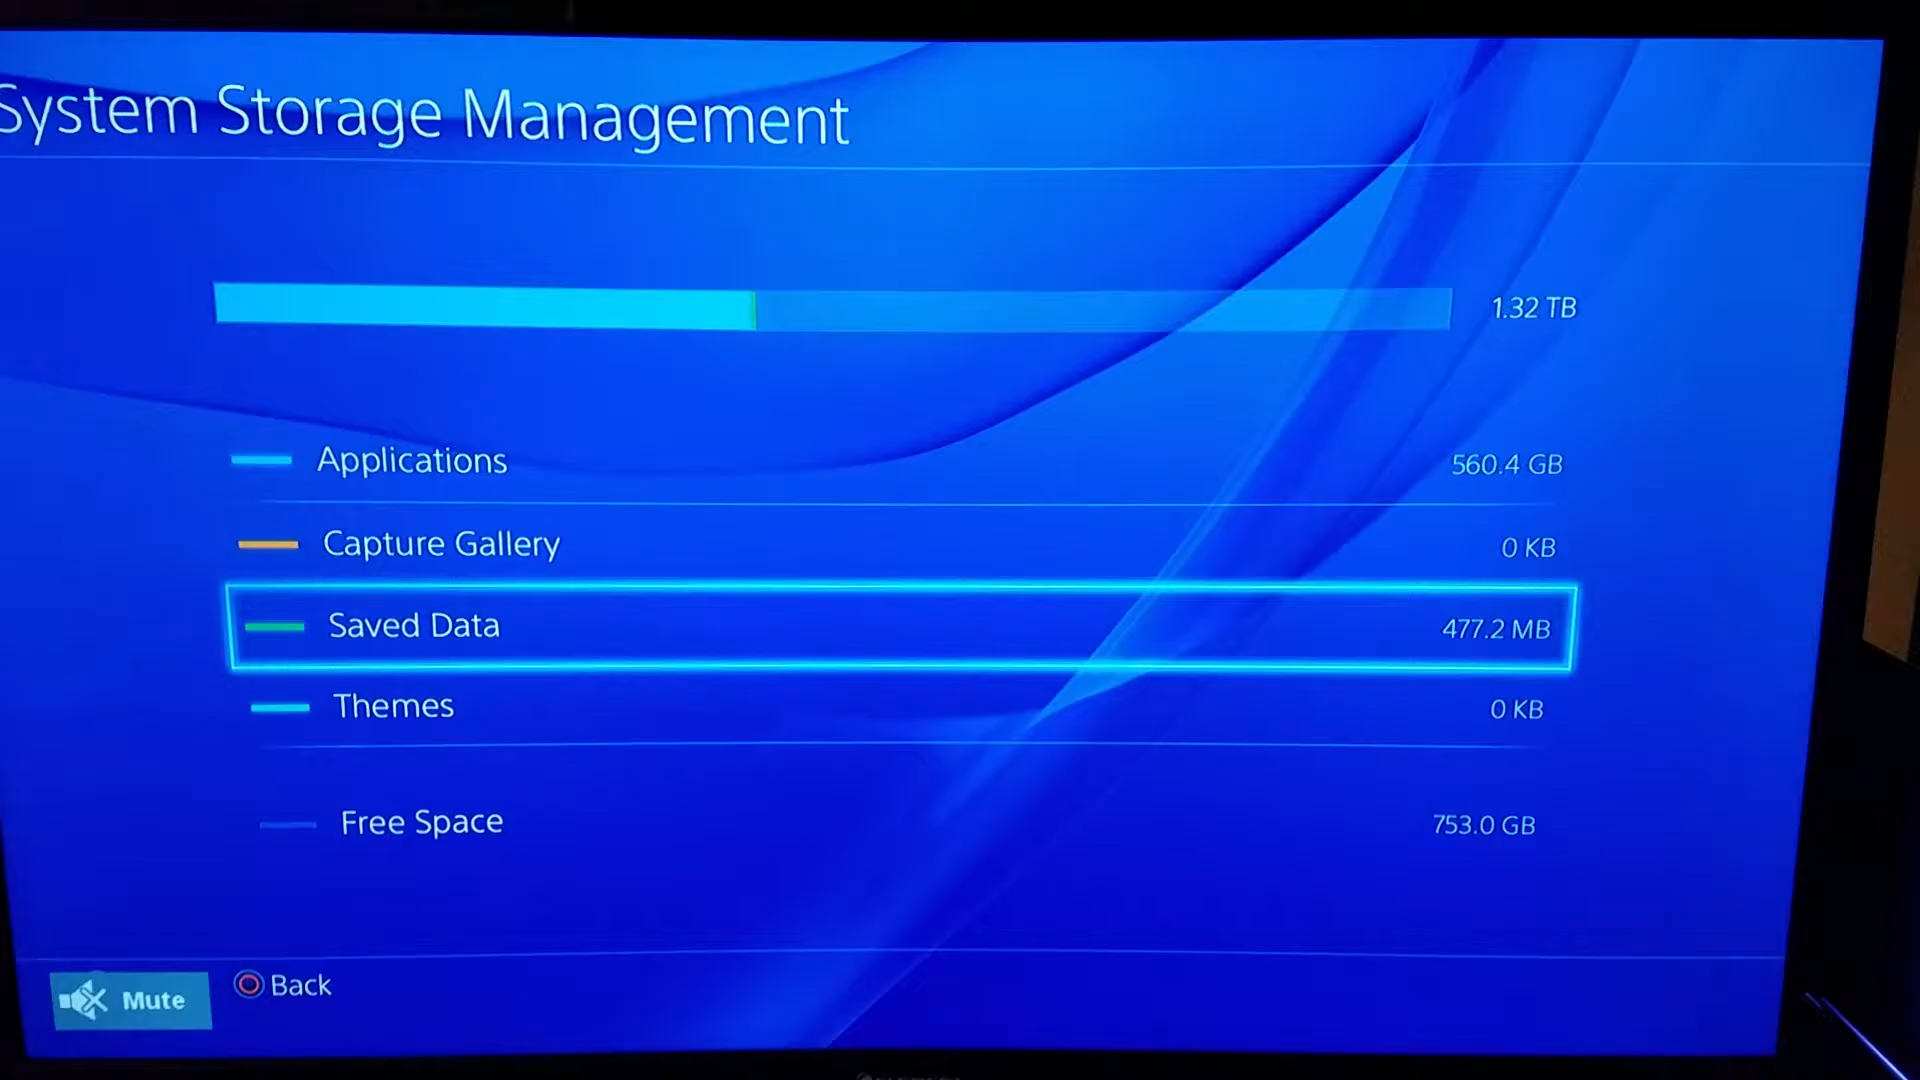 System Storage Management
1.32 TB
Applications 560.4 GB
Capture Gallery 0 KB
Saved Data 477.2 MB
Themes 0 KB
Free Space 753.0 GB
Mute Back